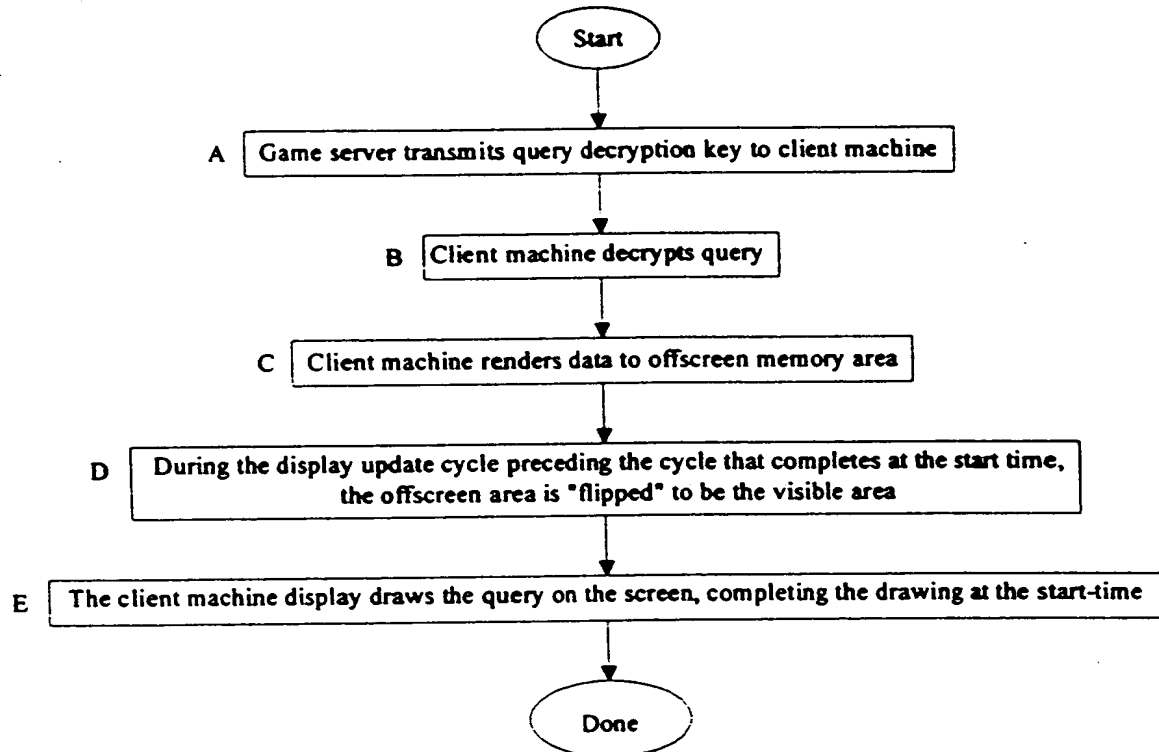 Start
A Game server transmits query decryption key to client machine
B Client machine decrypts query
C Client machine renders data to offscreen memory area
D During the display update cycle preceding the cycle that completes at the start time,
the offscreen area is "flipped" to be the visible area
E The client machine display draws the query on the screen, completing the drawing at the start-time
Done